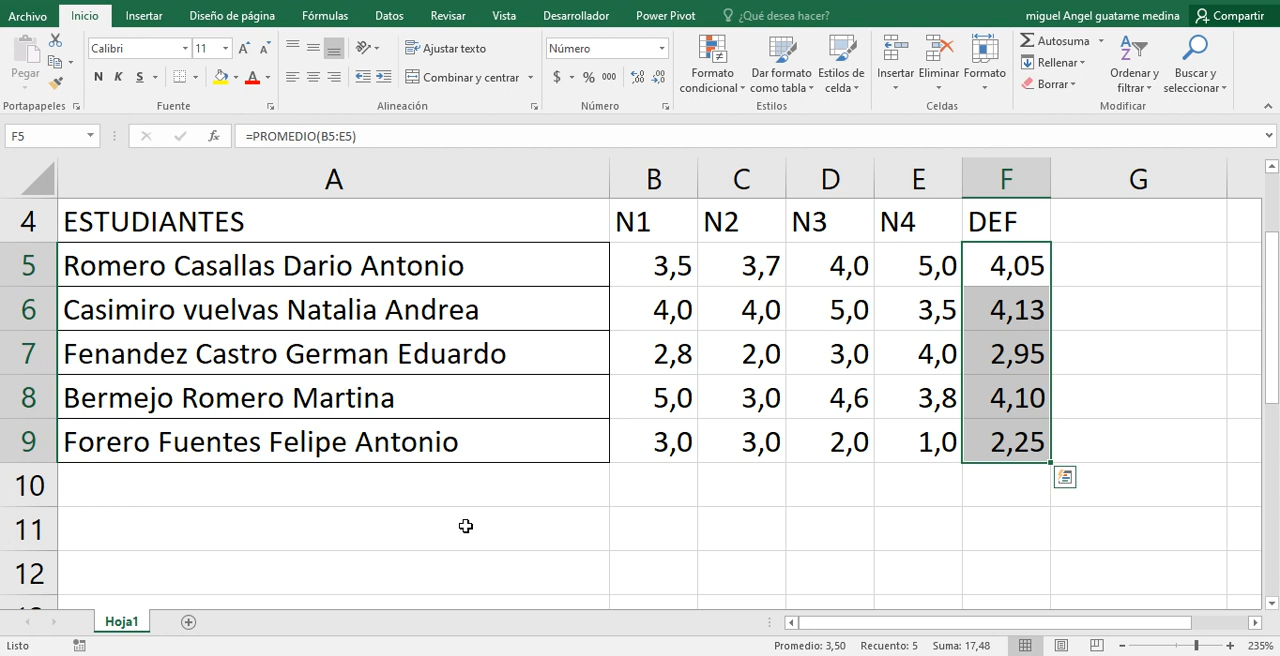 Archivo Inicio Insertar Diseño de página Fórmulas Datos Revisar Vista Desarrollador Power Pivot ¿Qué desea hacer? miguel Angel guatame medina Compartir
Pegar
Calibri 11
N K S
Ajustar texto
Combinar y centrar
Número
$ % 000
Formato condicional
Dar formato como tabla
Estilos de celda
Insertar
Eliminar
Formato
Autosuma
Rellenar
Borrar
Ordenar y filtrar
Buscar y seleccionar
Portapapeles Fuente Alineación Número Estilos Celdas Modificar
F5 fx =PROMEDIO(B5:E5)
A B C D E F G
4 ESTUDIANTES N1 N2 N3 N4 DEF
5 Romero Casallas Dario Antonio 3,5 3,7 4,0 5,0 4,05
6 Casimiro vuelvas Natalia Andrea 4,0 4,0 5,0 3,5 4,13
7 Fenandez Castro German Eduardo 2,8 2,0 3,0 4,0 2,95
8 Bermejo Romero Martina 5,0 3,0 4,6 3,8 4,10
9 Forero Fuentes Felipe Antonio 3,0 3,0 2,0 1,0 2,25
10
11
12
Hoja1
Listo Promedio: 3,50 Recuento: 5 Suma: 17,48 235%